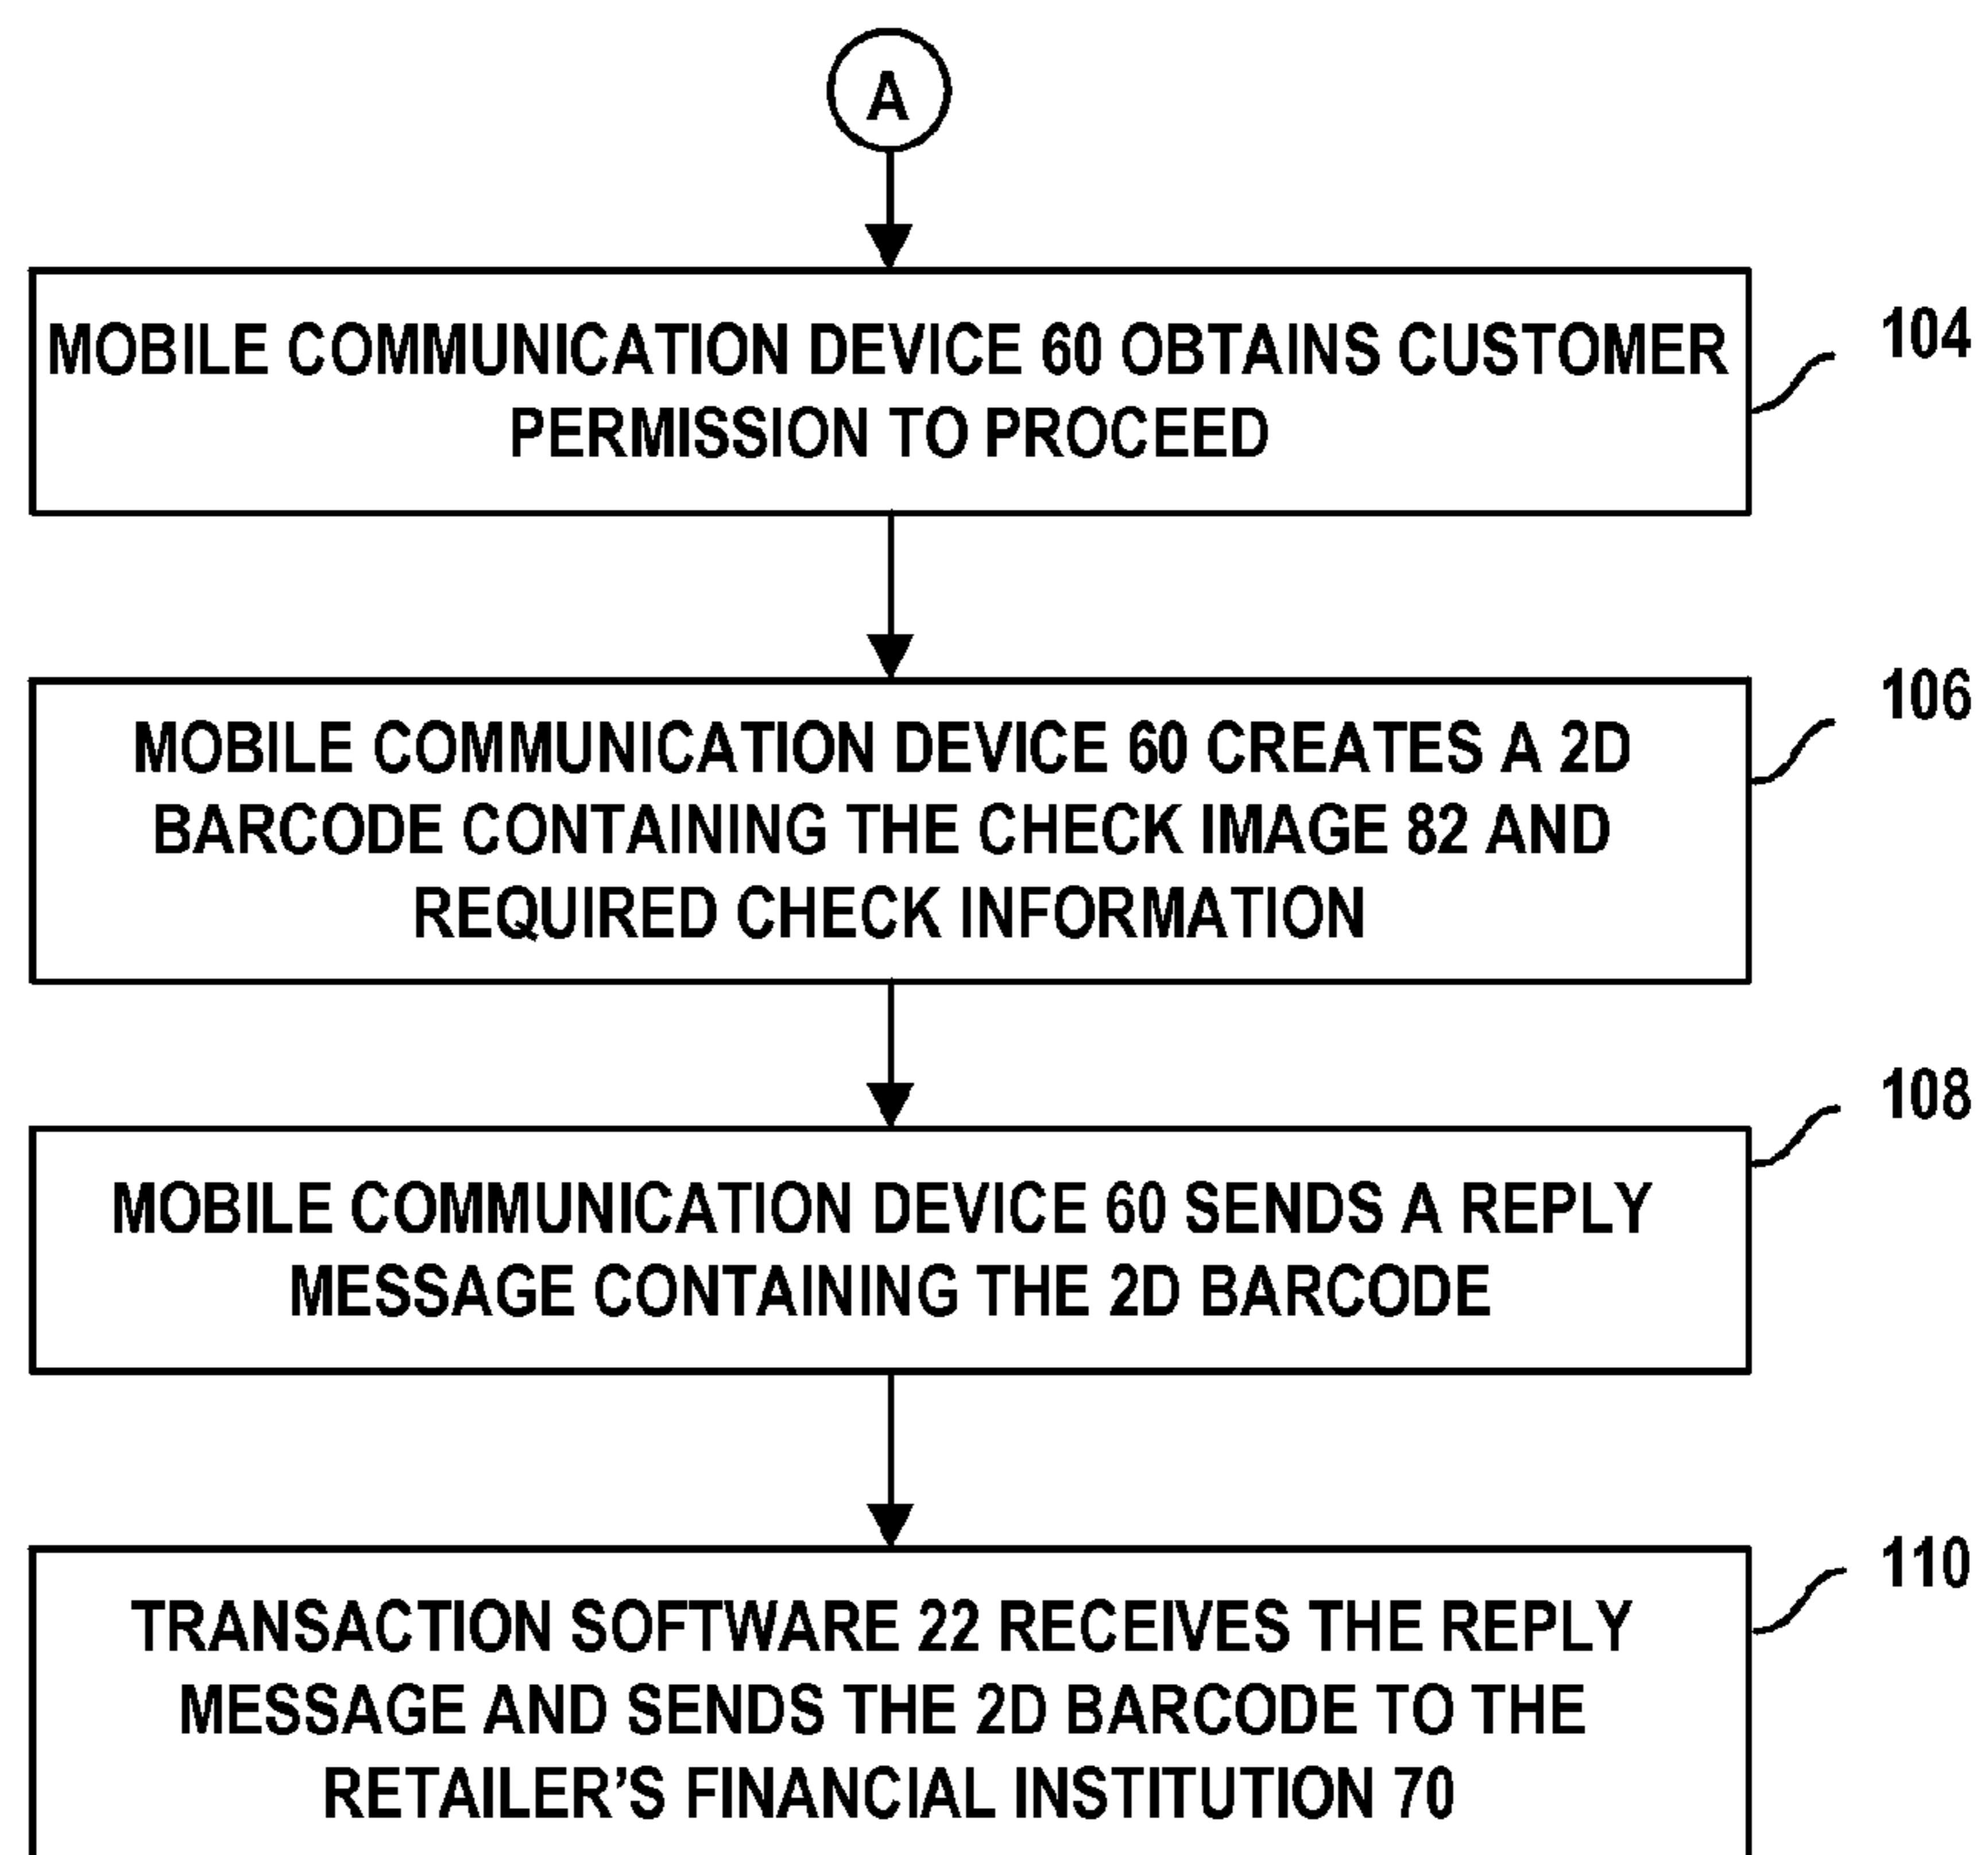 A
MOBILE COMMUNICATION DEVICE 60 OBTAINS CUSTOMER
PERMISSION TO PROCEED
104
MOBILE COMMUNICATION DEVICE 60 CREATES A 2D
BARCODE CONTAINING THE CHECK IMAGE 82 AND
REQUIRED CHECK INFORMATION
106
MOBILE COMMUNICATION DEVICE 60 SENDS A REPLY
MESSAGE CONTAINING THE 2D BARCODE
108
TRANSACTION SOFTWARE 22 RECEIVES THE REPLY
MESSAGE AND SENDS THE 2D BARCODE TO THE
RETAILER’S FINANCIAL INSTITUTION 70
110